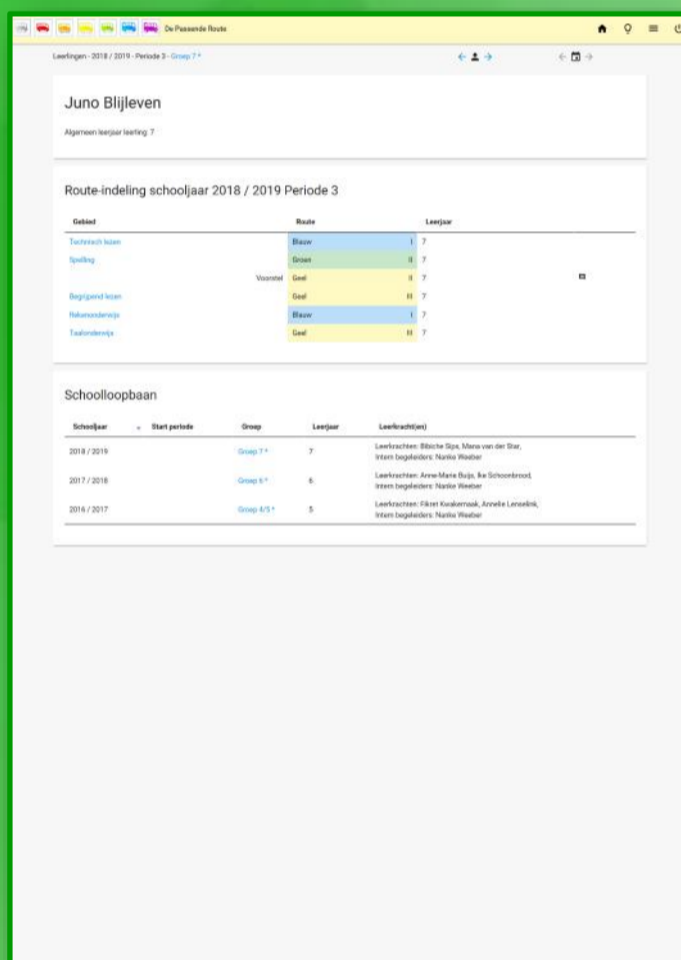 De Passende Route
Leerlingen - 2018 / 2019 - Periode 3 - Groep 7 *
Juno Blijleven
Algemeen leerjaar leerling: 7
Route-indeling schooljaar 2018 / 2019 Periode 3
Gebied Route Leerjaar
Technisch lezen Blauw I 7
Spelling Groen II 7
Voorstel Geel II 7
Begrijpend lezen Geel III 7
Rekenonderwijs Blauw I 7
Taalonderwijs Geel III 7
Schoolloopbaan
Schooljaar Start periode Groep Leerjaar Leerkracht(en)
2018 / 2019 Groep 7 * 7 Leerkrachten: Bibiche Sips, Maria van der Star,
Intern begeleiders: Nanke Weeber
2017 / 2018 Groep 6 * 6 Leerkrachten: Anne-Marie Buijs, Ike Schoonbrood,
Intern begeleiders: Nanke Weeber
2016 / 2017 Groep 4/5 * 5 Leerkrachten: Fikret Kwakernaak, Annelie Lenselink,
Intern begeleiders: Nanke Weeber